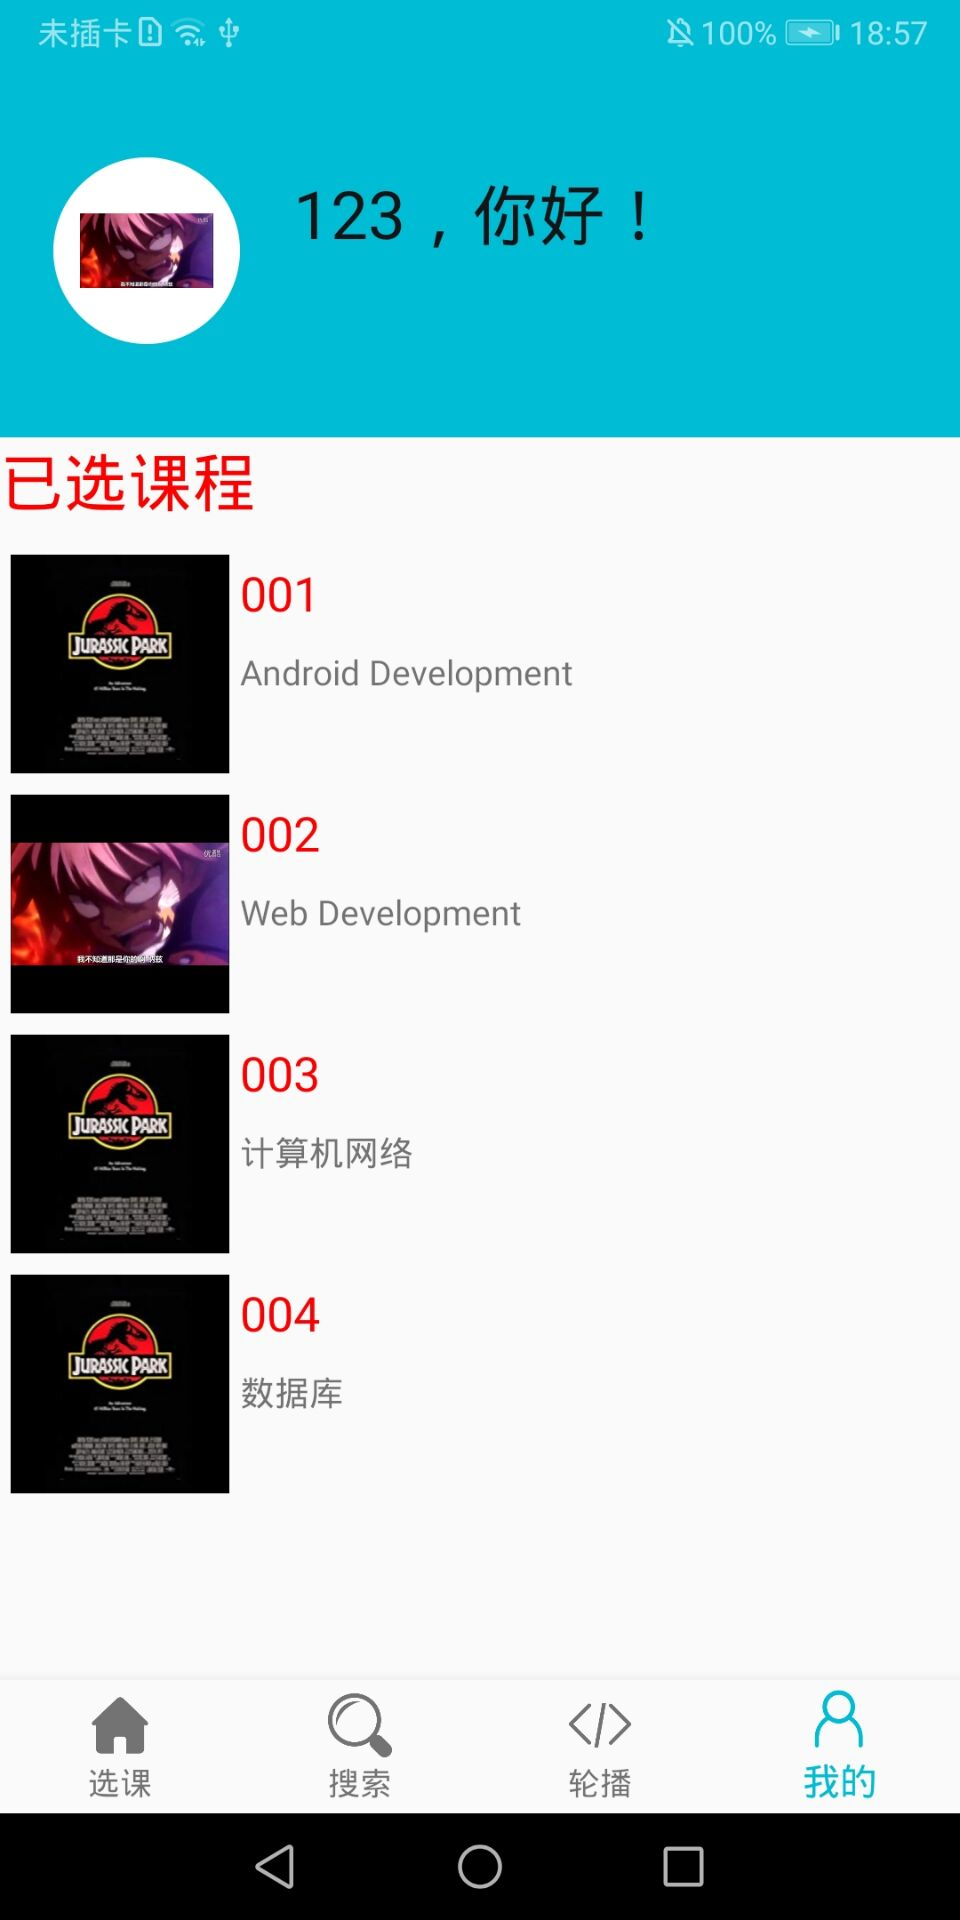 未插卡 100% 18:57
123，你好！
已选课程
JURASSIC PARK
001
Android Development
优酷
002
Web Development
JURASSIC PARK
003
计算机网络
JURASSIC PARK
004
数据库
选课 搜索 轮播 我的